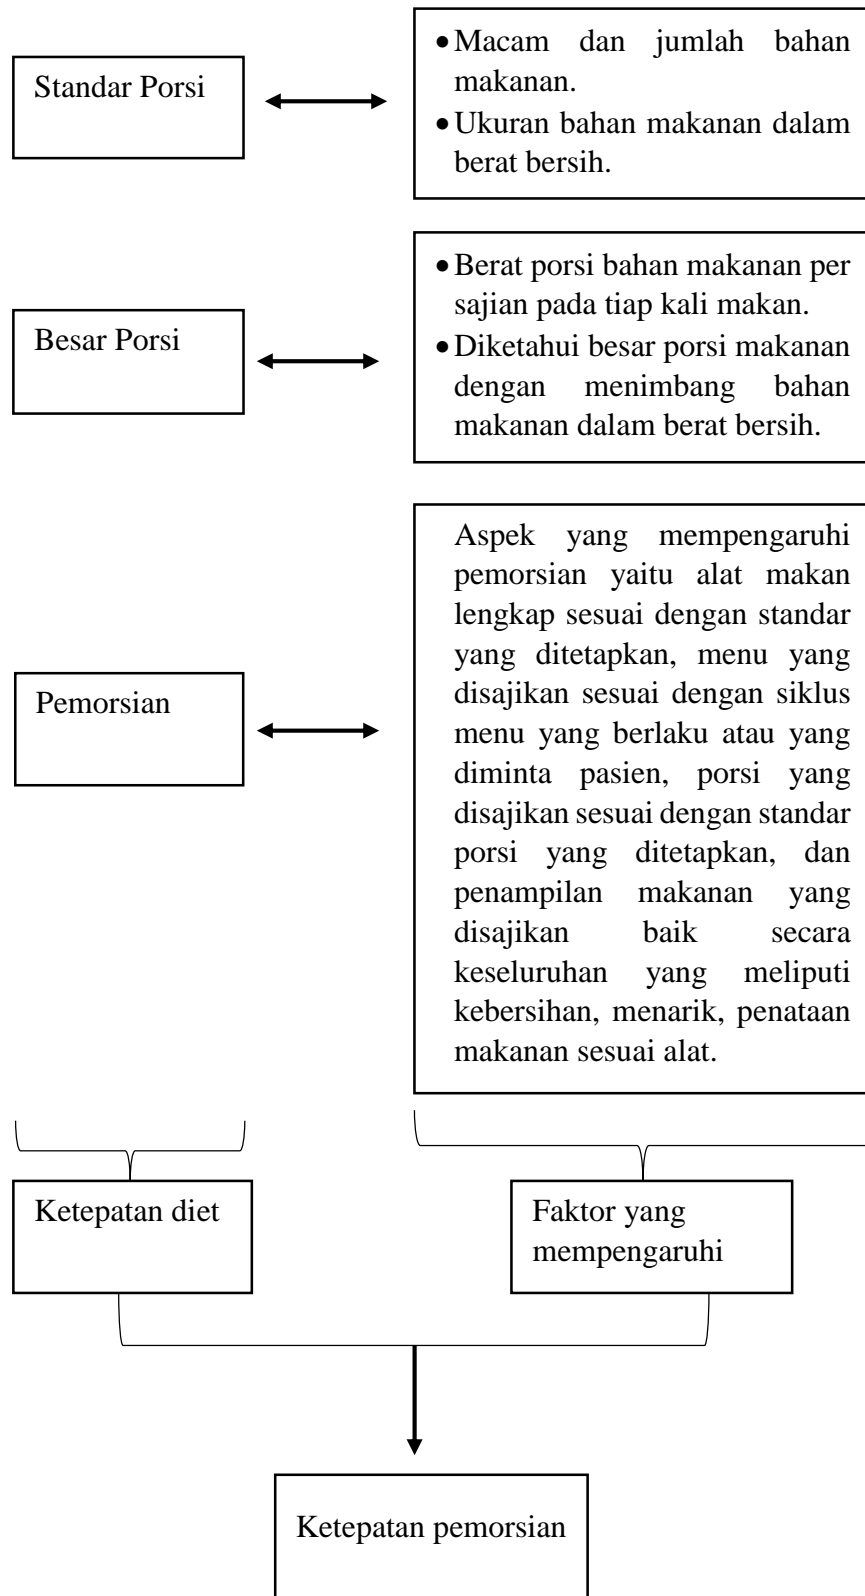 Standar Porsi
• Macam dan jumlah bahan
makanan.
• Ukuran bahan makanan dalam
berat bersih.
Besar Porsi
• Berat porsi bahan makanan per
sajian pada tiap kali makan.
• Diketahui besar porsi makanan
dengan menimbang bahan
makanan dalam berat bersih.
Pemorsian
Aspek yang mempengaruhi
pemorsian yaitu alat makan
lengkap sesuai dengan standar
yang ditetapkan, menu yang
disajikan sesuai dengan siklus
menu yang berlaku atau yang
diminta pasien, porsi yang
disajikan sesuai dengan standar
porsi yang ditetapkan, dan
penampilan makanan yang
disajikan baik secara
keseluruhan yang meliputi
kebersihan, menarik, penataan
makanan sesuai alat.
Ketepatan diet
Faktor yang
mempengaruhi
Ketepatan pemorsian